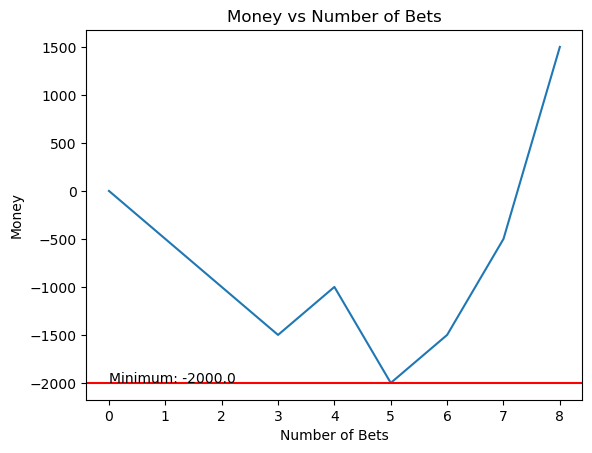 Money vs Number of Bets
1500
1000
500
0
−500
−1000
−1500
−2000
Money
Minimum: -2000.0
0 1 2 3 4 5 6 7 8
Number of Bets